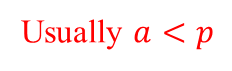 Usually 𝑎 < 𝑝